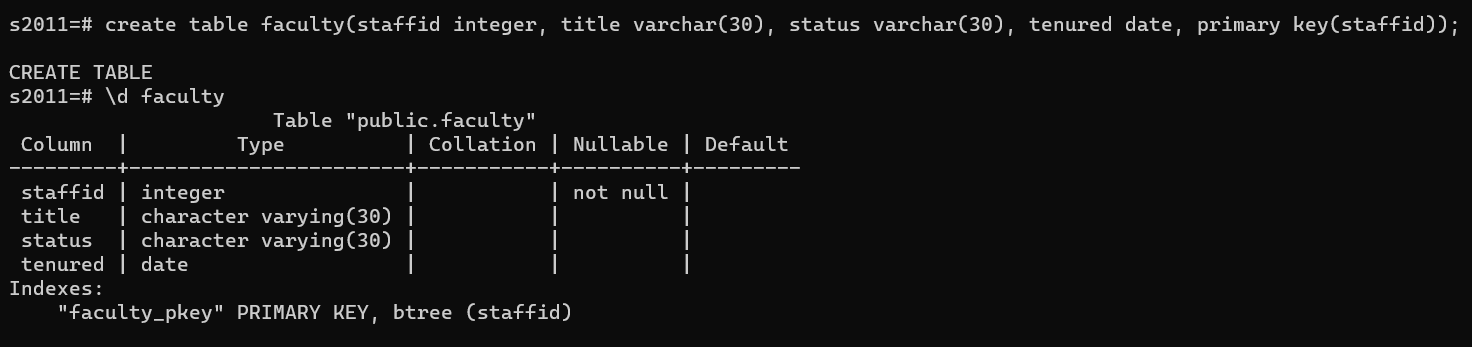 s2011=# create table faculty(staffid integer, title varchar(30), status varchar(30), tenured date, primary key(staffid));
CREATE TABLE
s2011=# \d faculty
                      Table "public.faculty"
 Column  |         Type          | Collation | Nullable | Default
---------+-----------------------+-----------+----------+---------
 staffid | integer               |           | not null |
 title   | character varying(30) |           |          |
 status  | character varying(30) |           |          |
 tenured | date                  |           |          |
Indexes:
    "faculty_pkey" PRIMARY KEY, btree (staffid)